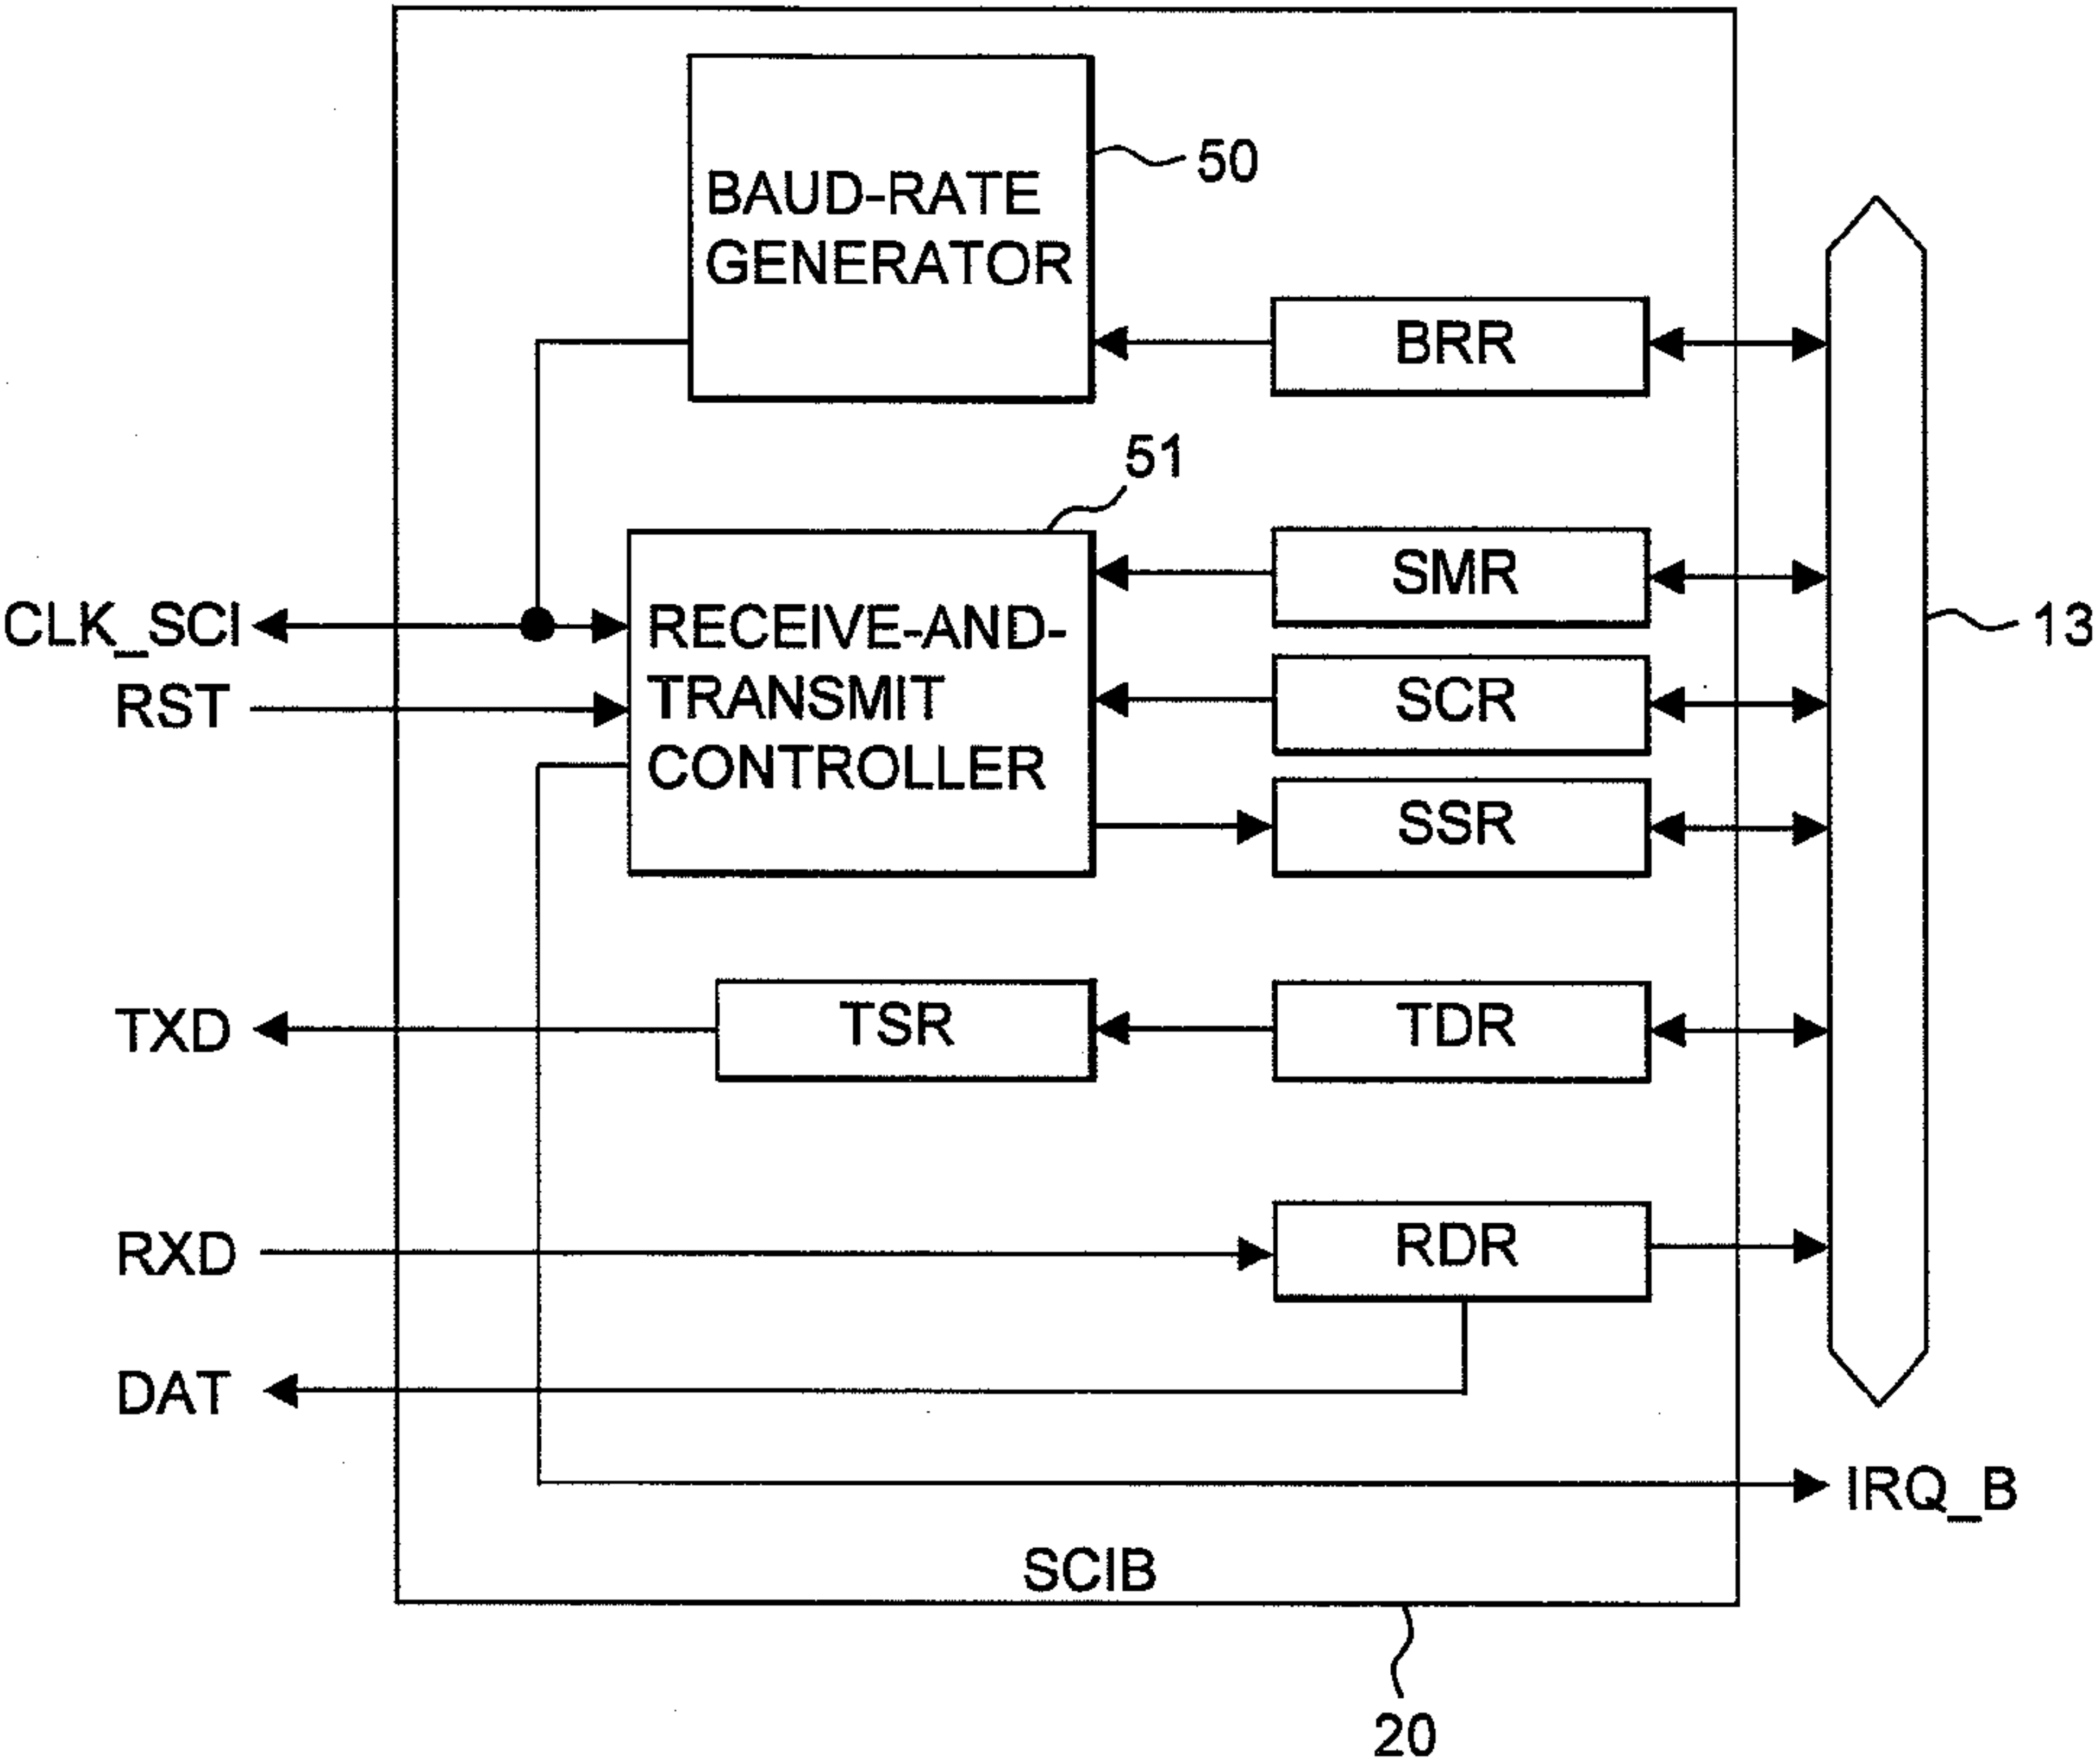 50
BAUD-RATE
GENERATOR
BRR
51
SMR
CLK_SCI
RECEIVE-AND-
13
RST
TRANSMIT
SCR
CONTROLLER
SSR
TXD
TSR
TDR
RXD
RDR
DAT
IRQ_B
SCIB
20